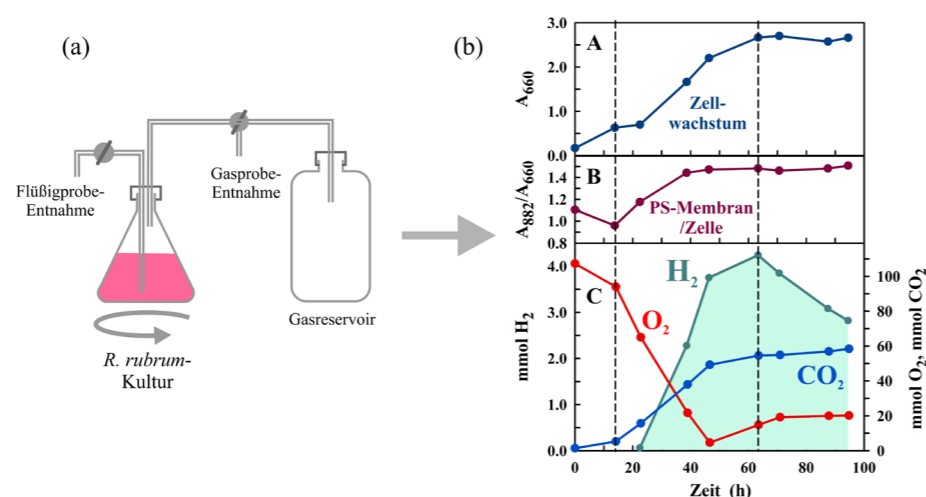 (a)
Flüßigprobe-
Entnahme
Gasprobe-
Entnahme
Gasreservoir
R. rubrum-
Kultur
(b)
A
3.0
2.0
1.0
0.0
A660
Zell-
wachstum
B
1.4
1.2
1.0
0.8
A882/A660
PS-Membran
/Zelle
C
4.0
3.0
2.0
1.0
0.0
mmol H2
H2
O2
CO2
100
80
60
40
20
0
mmol O2, mmol CO2
0 20 40 60 80 100
Zeit (h)